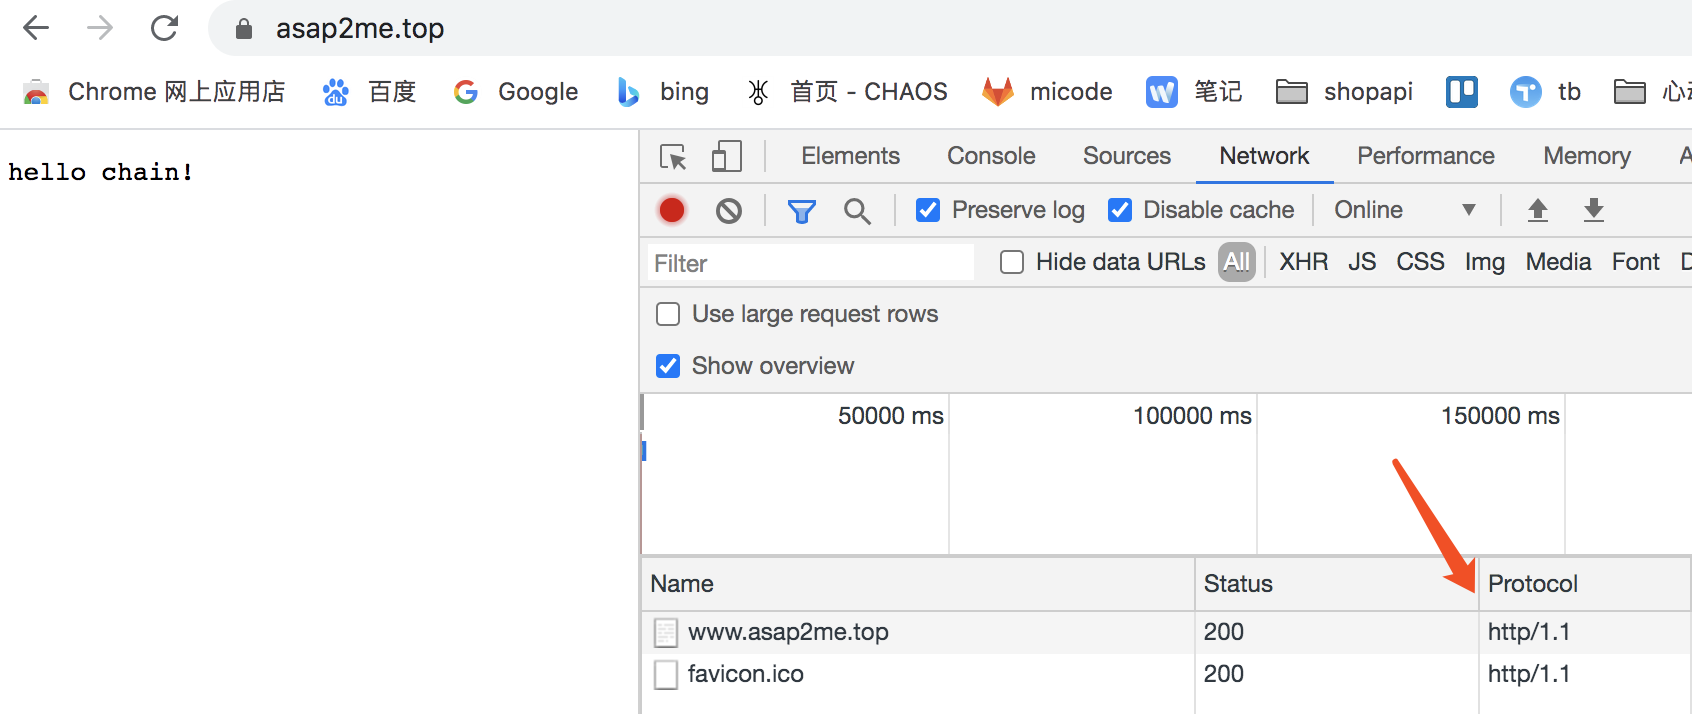 asap2me.top
Chrome 网上应用店 百度 Google bing 首页 - CHAOS micode 笔记 shopapi tb
hello chain!
Elements Console Sources Network Performance Memory
Preserve log Disable cache Online
Filter Hide data URLs All XHR JS CSS Img Media Font
Use large request rows
Show overview
50000 ms 100000 ms 150000 ms
Name Status Protocol
www.asap2me.top 200 http/1.1
favicon.ico 200 http/1.1